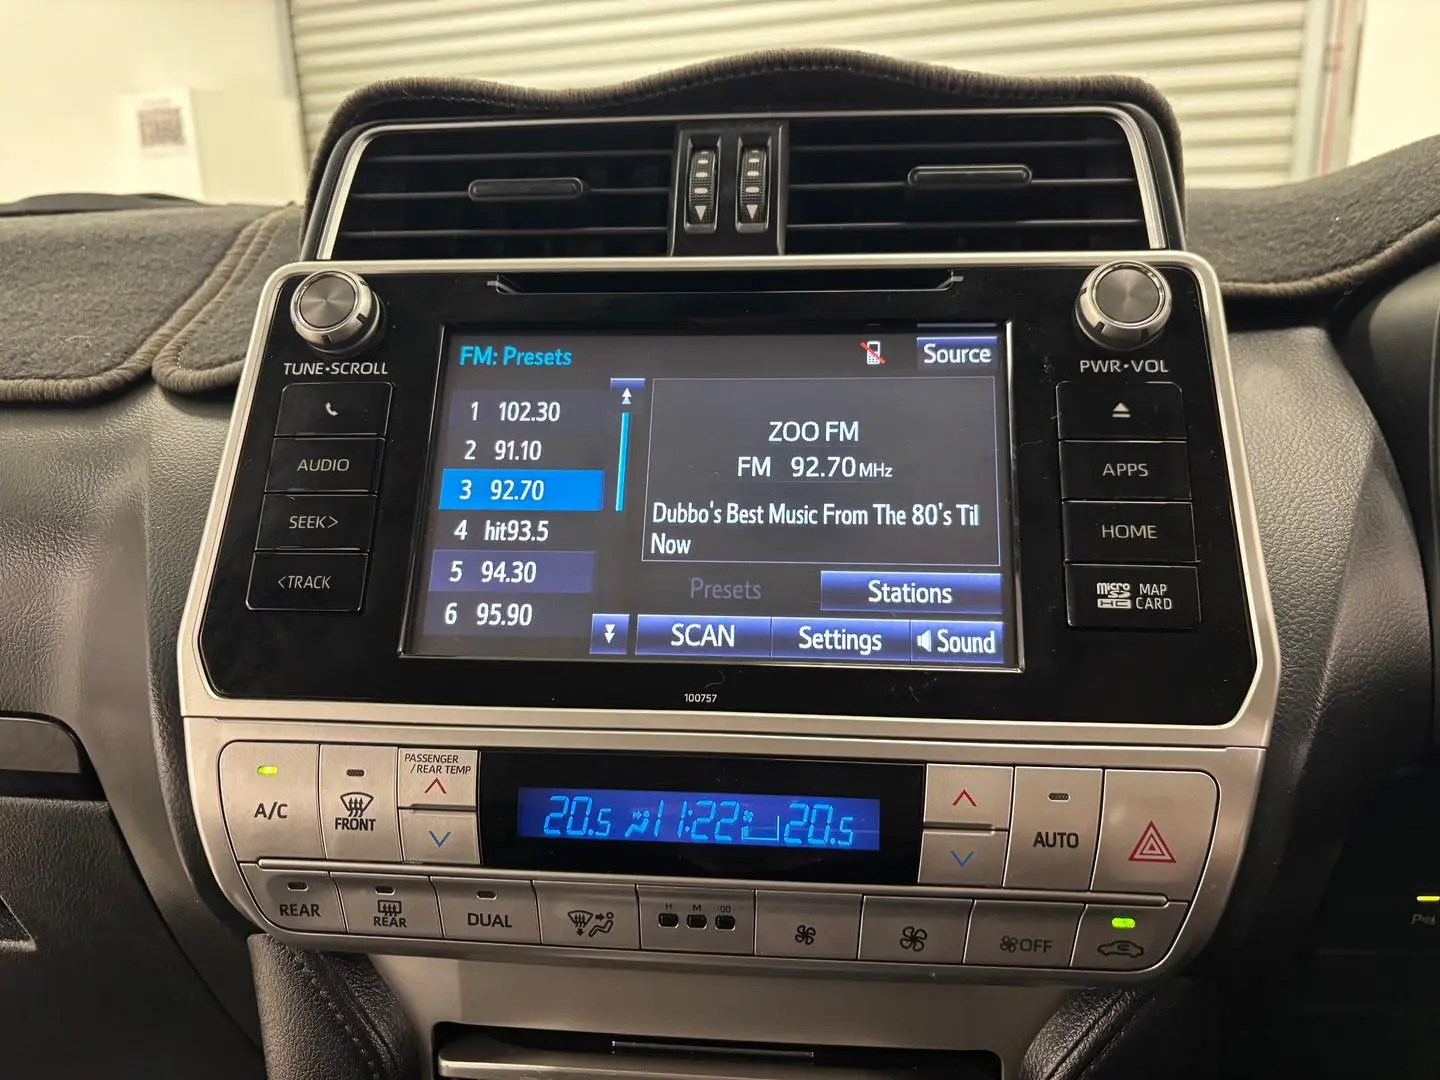 FM: Presets
Source
TUNE•SCROLL
PWR•VOL
1 102.30
2 91.10
3 92.70
4 hit93.5
5 94.30
6 95.90
ZOO FM
FM 92.70 MHz
Dubbo's Best Music From The 80's Til
Now
Presets
Stations
SCAN
Settings
Sound
AUDIO
SEEK>
<TRACK
APPS
HOME
micro SD HC MAP CARD
100757
A/C
FRONT
PASSENGER
/REAR TEMP
20.5 11:22 20.5
AUTO
REAR
REAR
DUAL
H M :00
OFF